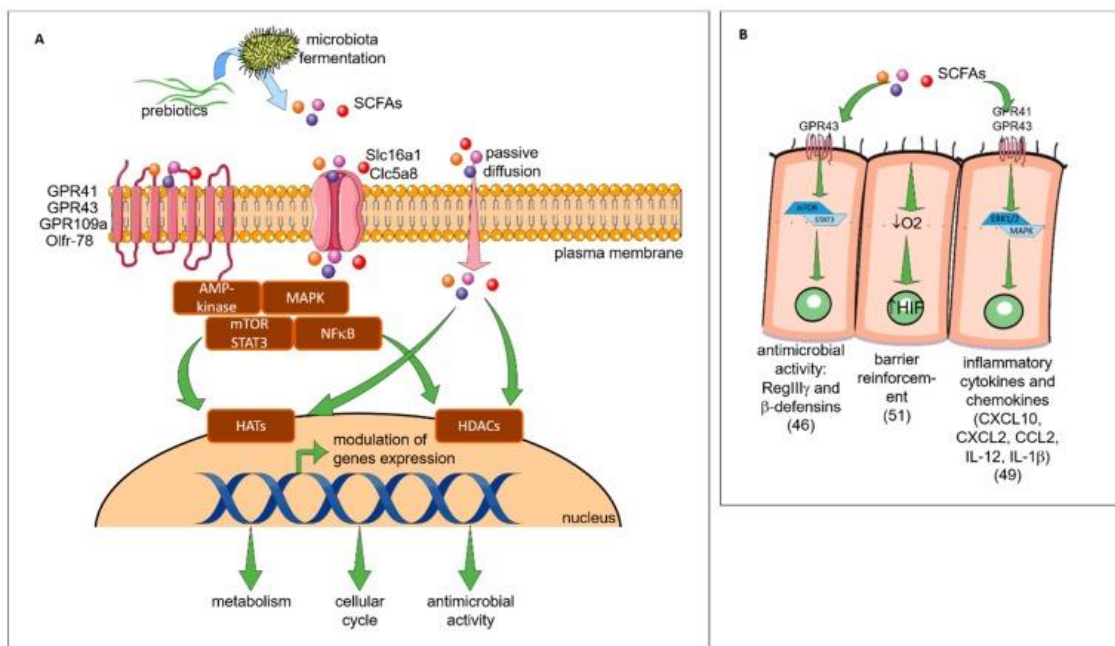 A
microbiota
fermentation
prebiotics
SCFAs
Slc16a1
Clc5a8
passive
diffusion
GPR41
GPR43
GPR109a
Olfr-78
plasma membrane
AMP-
kinase
MAPK
mTOR
STAT3
NFκB
HATs
HDACs
modulation of
genes expression
nucleus
metabolism
cellular
cycle
antimicrobial
activity
B
SCFAs
GPR43
GPR41
GPR43
mTOR
STAT3
↓O2
ERK1/2
MAPK
↑HIF
antimicrobial
activity:
RegIIIγ and
β-defensins
(46)
barrier
reinforcem-
ent
(51)
inflammatory
cytokines and
chemokines
(CXCL10,
CXCL2, CCL2,
IL-12, IL-1β)
(49)